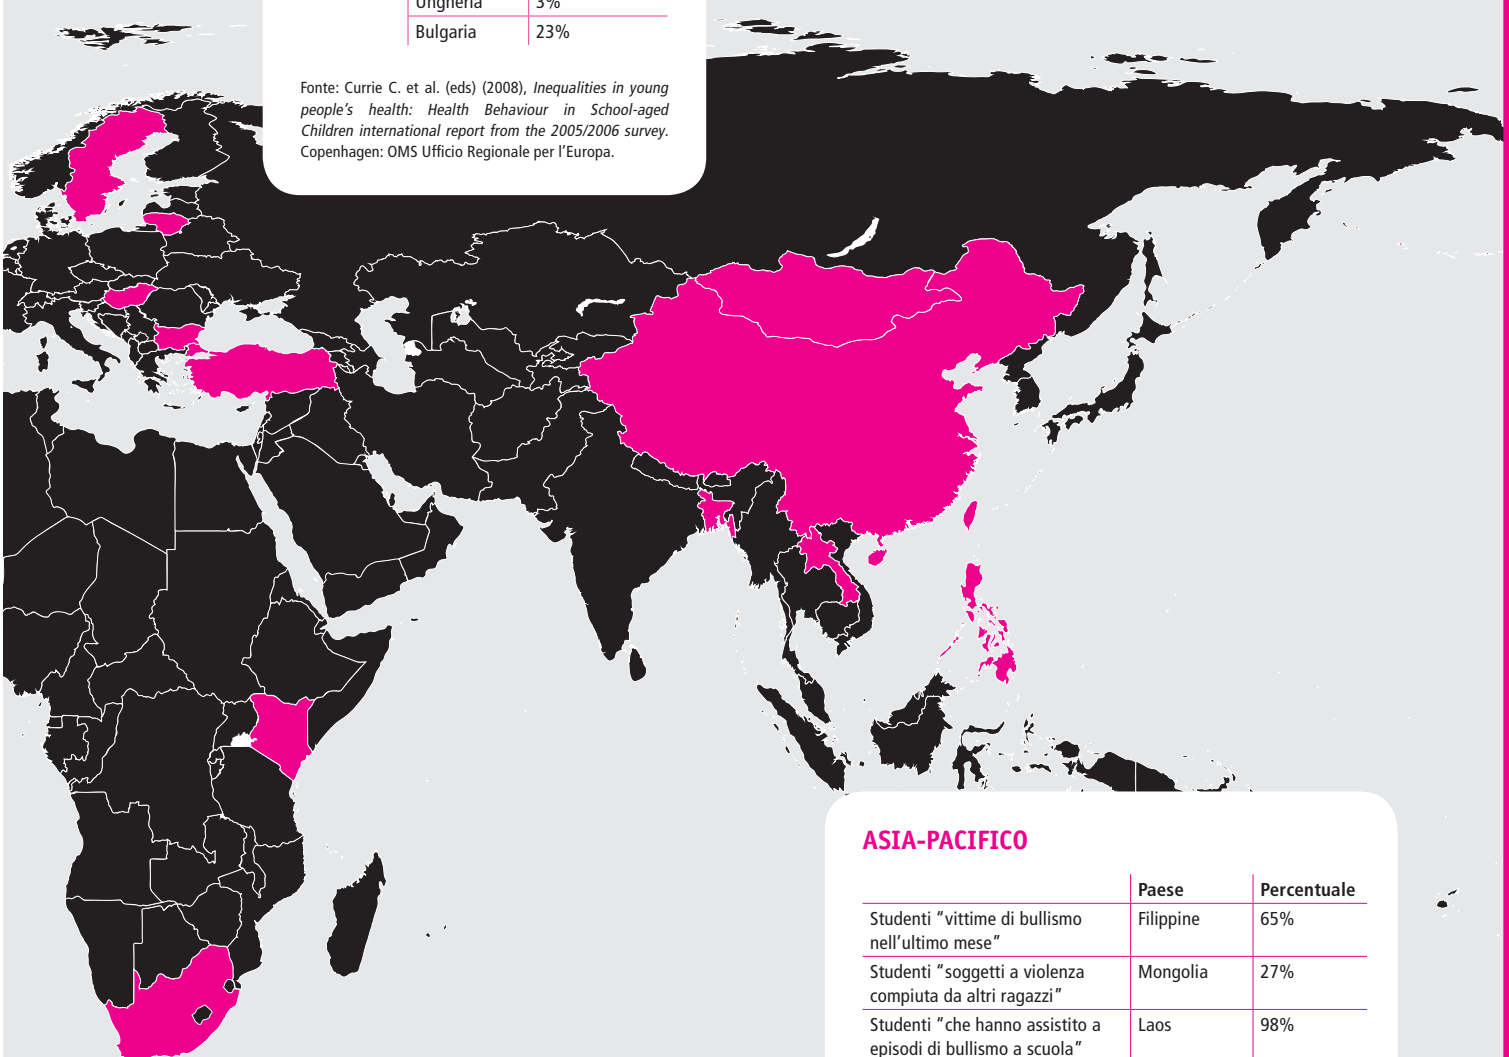 Ungheria 3%
Bulgaria 23%
Fonte: Currie C. et al. (eds) (2008), Inequalities in young
people's health: Health Behaviour in School-aged
Children international report from the 2005/2006 survey.
Copenhagen: OMS Ufficio Regionale per l'Europa.
ASIA-PACIFICO
Paese Percentuale
Studenti "vittime di bullismo Filippine 65%
nell'ultimo mese"
Studenti "soggetti a violenza Mongolia 27%
compiuta da altri ragazzi"
Studenti "che hanno assistito a Laos 98%
episodi di bullismo a scuola"